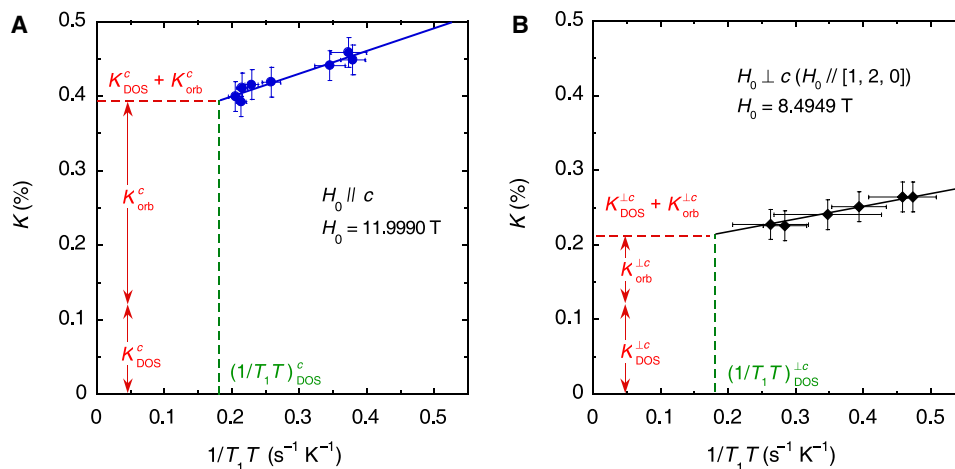 A
0.5
0.4
0.3
0.2
0.1
0
K (%)
K^c_DOS + K^c_orb
K^c_orb
K^c_DOS
H₀ // c
H₀ = 11.9990 T
(1/T₁T)^c_DOS
0 0.1 0.2 0.3 0.4 0.5
1/T₁T (s⁻¹ K⁻¹)
B
0.5
0.4
0.3
0.2
0.1
0
K (%)
H₀ ⊥ c (H₀ // [1, 2, 0])
H₀ = 8.4949 T
K^⊥c_DOS + K^⊥c_orb
K^⊥c_orb
K^⊥c_DOS
(1/T₁T)^⊥c_DOS
0 0.1 0.2 0.3 0.4 0.5
1/T₁T (s⁻¹ K⁻¹)